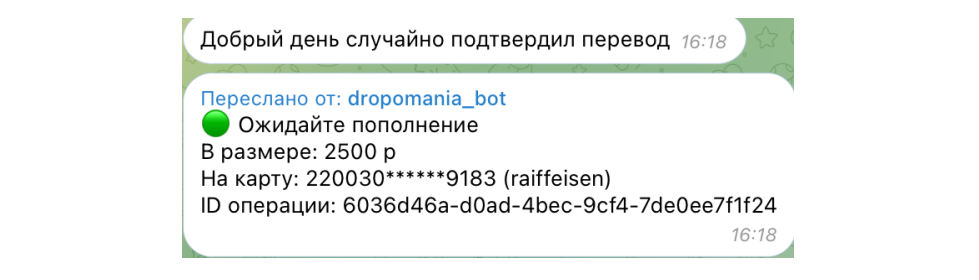 Добрый день случайно подтвердил перевод 16:18
Переслано от: dropomania_bot
🟢 Ожидайте пополнение
В размере: 2500 р
На карту: 220030******9183 (raiffeisen)
ID операции: 6036d46a-d0ad-4bec-9cf4-7de0ee7f1f24
16:18